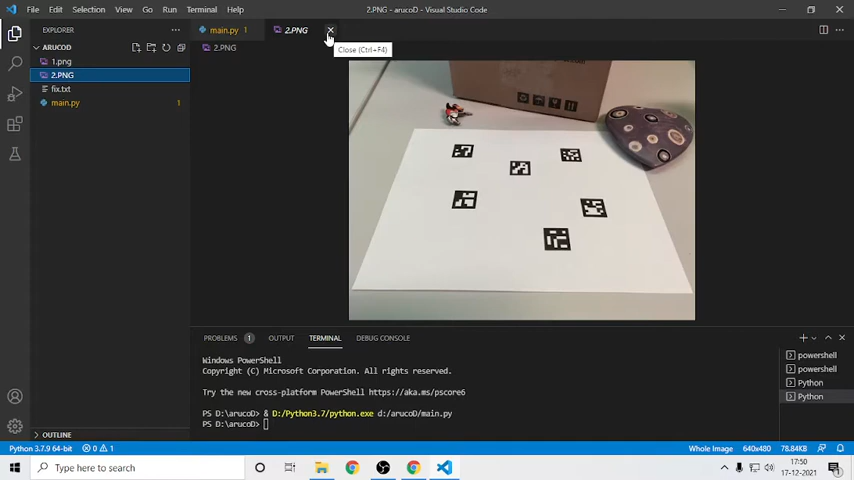 File Edit Selection View Go Run Terminal Help
2.PNG - arucoD - Visual Studio Code
EXPLORER
main.py 1
2.PNG
ARUCOD
2.PNG
Close (Ctrl+F4)
1.png
2.PNG
fix.txt
main.py 1
PROBLEMS 1 OUTPUT TERMINAL DEBUG CONSOLE
Windows PowerShell
Copyright (C) Microsoft Corporation. All rights reserved.
Try the new cross-platform PowerShell https://aka.ms/pscore6
PS D:\arucoD> & D:/Python3.7/python.exe d:/arucoD/main.py
PS D:\arucoD>
powershell
powershell
Python
Python
OUTLINE
Python 3.7.9 64-bit 0 1
Whole Image 640x480 78.84KB
Type here to search
17:50
17-12-2021